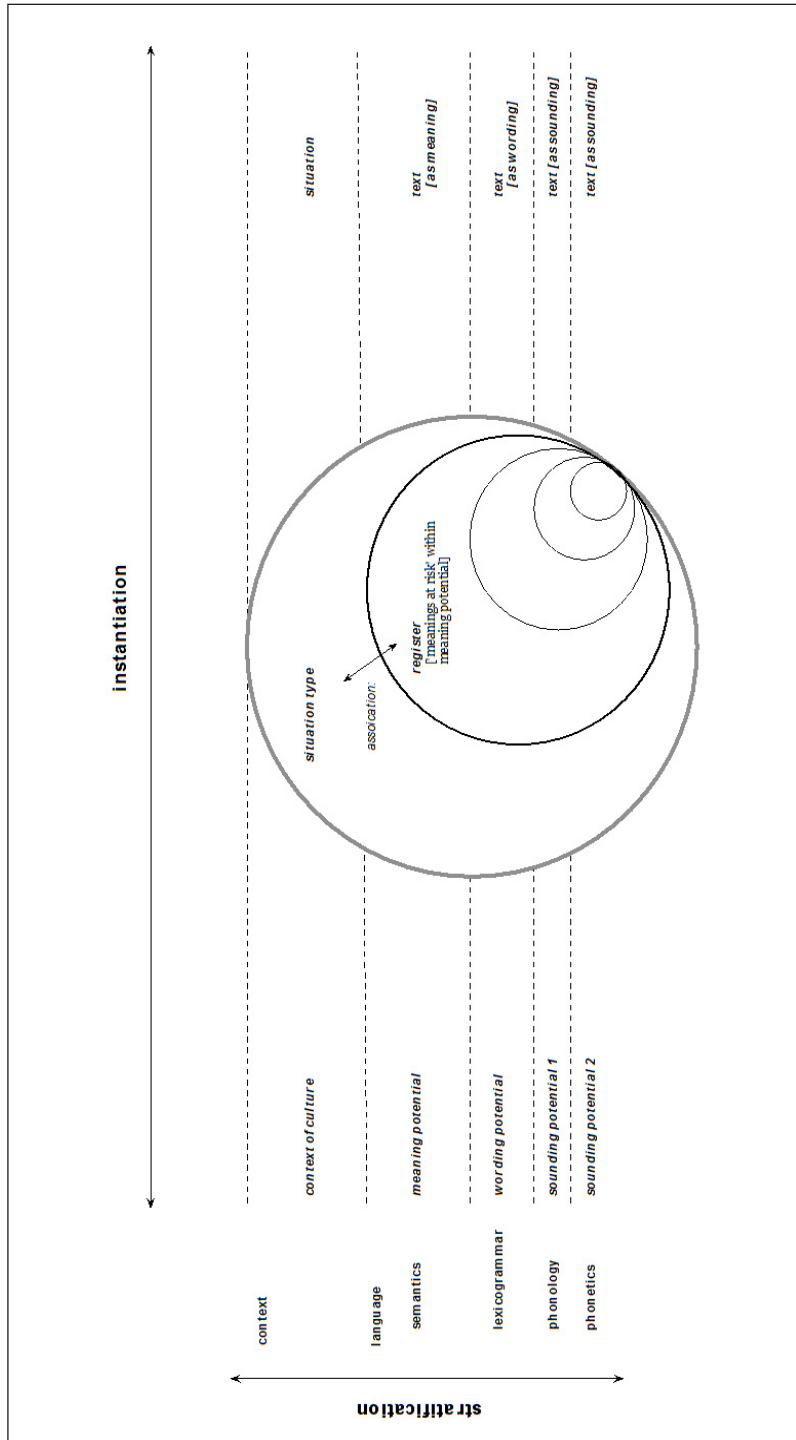 instantiation
context
context of culture
situation type
situation
language
assoication:
semantics
meaning potential
register
['meanings at risk' within
meaning potential]
text
[as meaning]
lexicogrammar
wording potential
text
[as wording]
phonology
sounding potential 1
text [as sounding]
phonetics
sounding potential 2
text [as sounding]
stratification